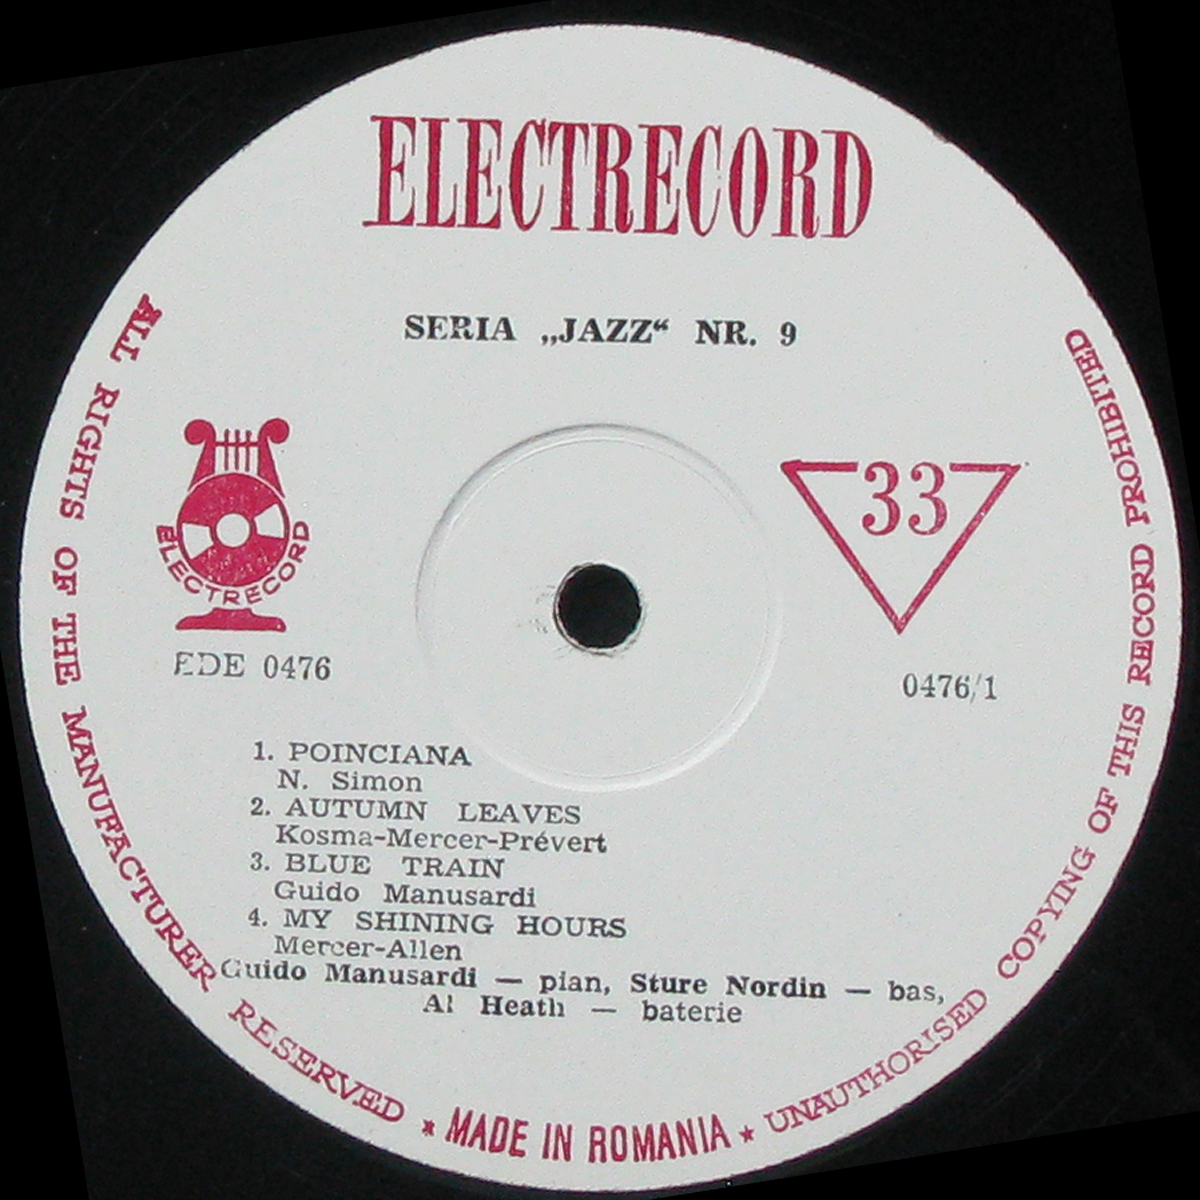 ELECTRECORD
SERIA „JAZZ“ NR. 9
33
ELECTRECORD
EDE 0476
0476/1
1. POINCIANA
N. Simon
2. AUTUMN LEAVES
Kosma-Mercer-Prévert
3. BLUE TRAIN
Guido Manusardi
4. MY SHINING HOURS
Mercer-Allen
Guido Manusardi — pian, Sture Nordin — bas,
Al Heath — baterie
ALL RIGHTS OF THE MANUFACTURER RESERVED ★ MADE IN ROMANIA ★ UNAUTHORISED COPYING OF THIS RECORD PROHIBITED